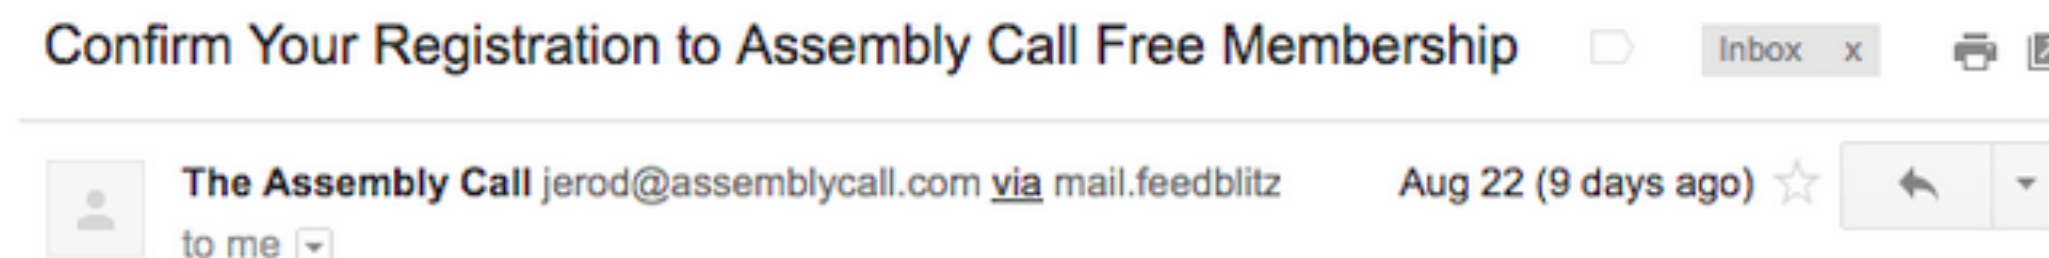 Confirm Your Registration to Assembly Call Free Membership Inbox x
The Assembly Call jerod@assemblycall.com via mail.feedblitz Aug 22 (9 days ago)
to me